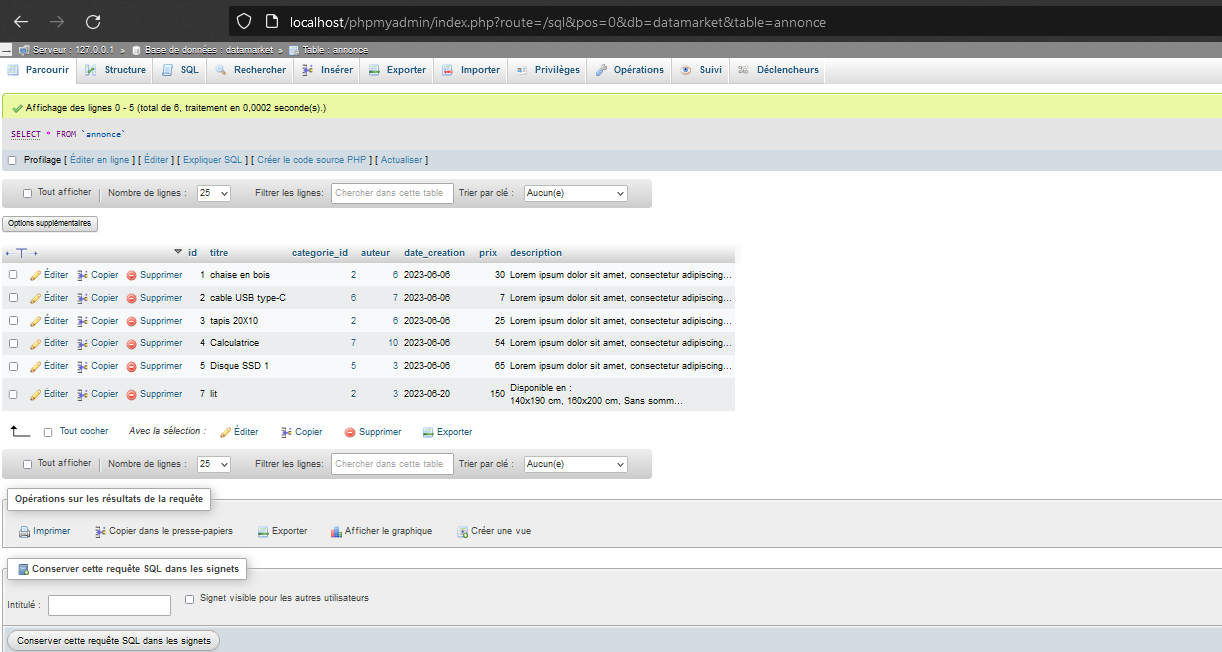 localhost/phpmyadmin/index.php?route=/sql&pos=0&db=datamarket&table=annonce
Serveur : 127.0.0.1 » Base de données : datamarket » Table : annonce
Parcourir Structure SQL Rechercher Insérer Exporter Importer Privilèges Opérations Suivi Déclencheurs
Affichage des lignes 0 - 5 (total de 6, traitement en 0,0002 seconde(s).)
SELECT * FROM `annonce`
Profilage [ Éditer en ligne ] [ Éditer ] [ Expliquer SQL ] [ Créer le code source PHP ] [ Actualiser ]
Tout afficher Nombre de lignes : 25 Filtrer les lignes: Chercher dans cette table Trier par clé : Aucun(e)
Options supplémentaires
id titre categorie_id auteur date_creation prix description
Éditer Copier Supprimer 1 chaise en bois 2 6 2023-06-06 30 Lorem ipsum dolor sit amet, consectetur adipiscing...
Éditer Copier Supprimer 2 cable USB type-C 6 7 2023-06-06 7 Lorem ipsum dolor sit amet, consectetur adipiscing...
Éditer Copier Supprimer 3 tapis 20X10 2 6 2023-06-06 25 Lorem ipsum dolor sit amet, consectetur adipiscing...
Éditer Copier Supprimer 4 Calculatrice 7 10 2023-06-06 54 Lorem ipsum dolor sit amet, consectetur adipiscing...
Éditer Copier Supprimer 5 Disque SSD 1 5 3 2023-06-06 65 Lorem ipsum dolor sit amet, consectetur adipiscing...
Éditer Copier Supprimer 7 lit 2 3 2023-06-20 150 Disponible en :
140x190 cm, 160x200 cm, Sans somm...
Tout cocher Avec la sélection : Éditer Copier Supprimer Exporter
Tout afficher Nombre de lignes : 25 Filtrer les lignes: Chercher dans cette table Trier par clé : Aucun(e)
Opérations sur les résultats de la requête
Imprimer Copier dans le presse-papiers Exporter Afficher le graphique Créer une vue
Conserver cette requête SQL dans les signets
Intitulé : Signet visible pour les autres utilisateurs
Conserver cette requête SQL dans les signets